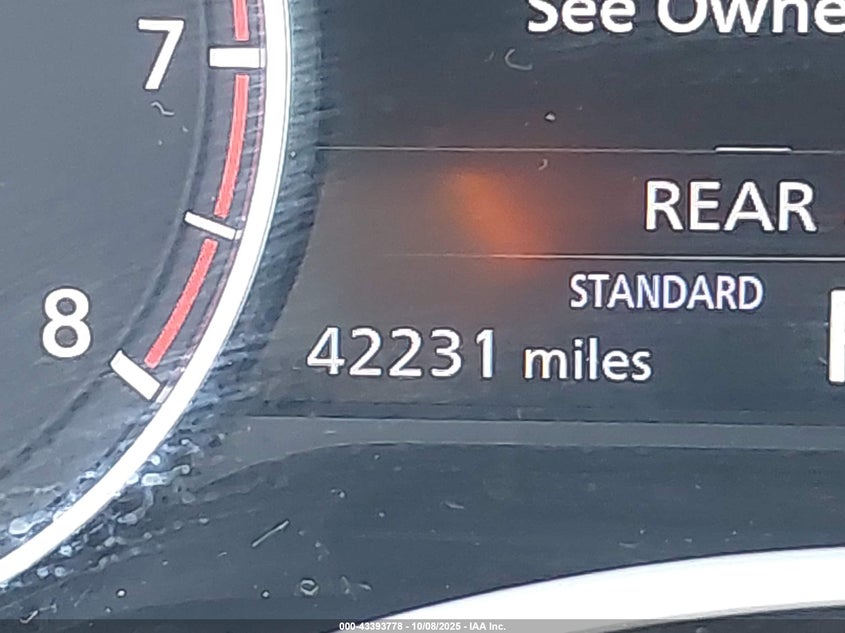 See Owne
7
REAR
STANDARD
8
42231 miles
000-43393778 - 10/08/2025 - IAA Inc.